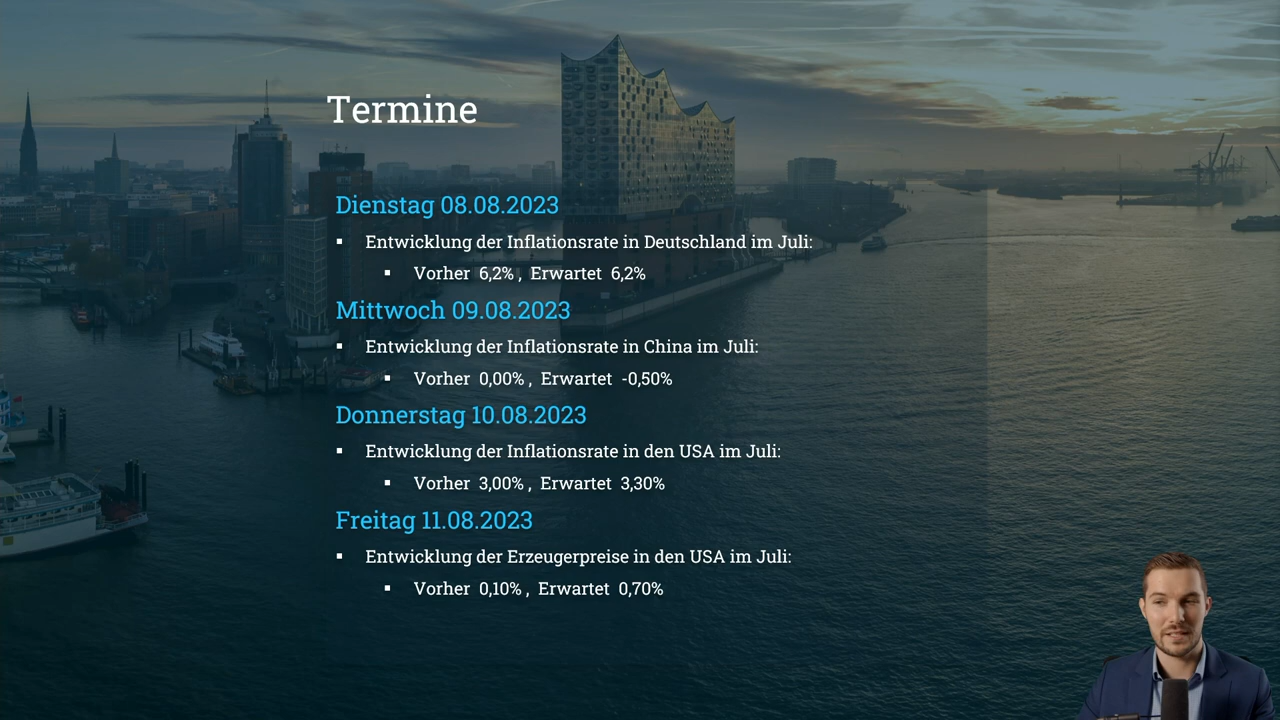 Termine
Dienstag 08.08.2023
▪ Entwicklung der Inflationsrate in Deutschland im Juli:
▪ Vorher 6,2% , Erwartet 6,2%
Mittwoch 09.08.2023
▪ Entwicklung der Inflationsrate in China im Juli:
▪ Vorher 0,00% , Erwartet -0,50%
Donnerstag 10.08.2023
▪ Entwicklung der Inflationsrate in den USA im Juli:
▪ Vorher 3,00% , Erwartet 3,30%
Freitag 11.08.2023
▪ Entwicklung der Erzeugerpreise in den USA im Juli:
▪ Vorher 0,10% , Erwartet 0,70%